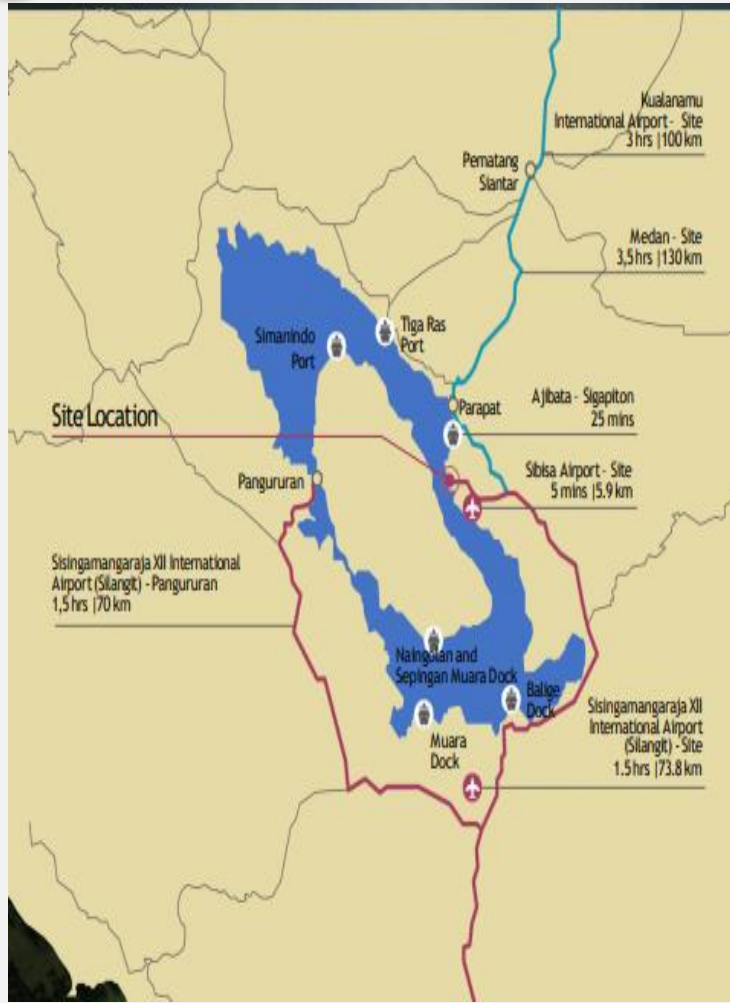 Kualanamu
International Airport - Site
3 hrs |100 km
Pematang
Siantar
Medan - Site
3,5 hrs |130 km
Tiga Ras
Port
Simanindo
Port
Parapat
Ajibata - Sigapiton
25 mins
Site Location
Sibisa Airport - Site
5 mins |5.9 km
Pangururan
Sisingamangaraja XII International
Airport (Silangit) - Pangururan
1,5 hrs |70 km
Naingolan and
Sepingan Muara Dock
Balige
Dock
Sisingamangaraja XII
International Airport
(Silangit) - Site
1.5 hrs |73.8 km
Muara
Dock